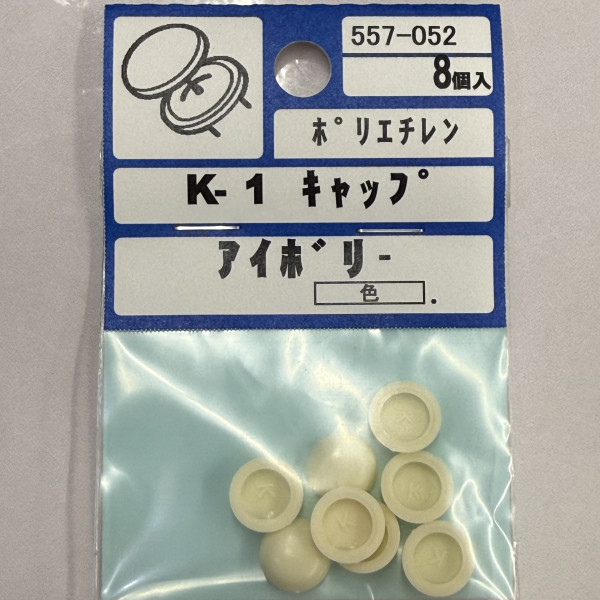 557-052
8個入
ポリエチレン
K-1 キャップ
アイボリー
色 .
K
K
K
K
K